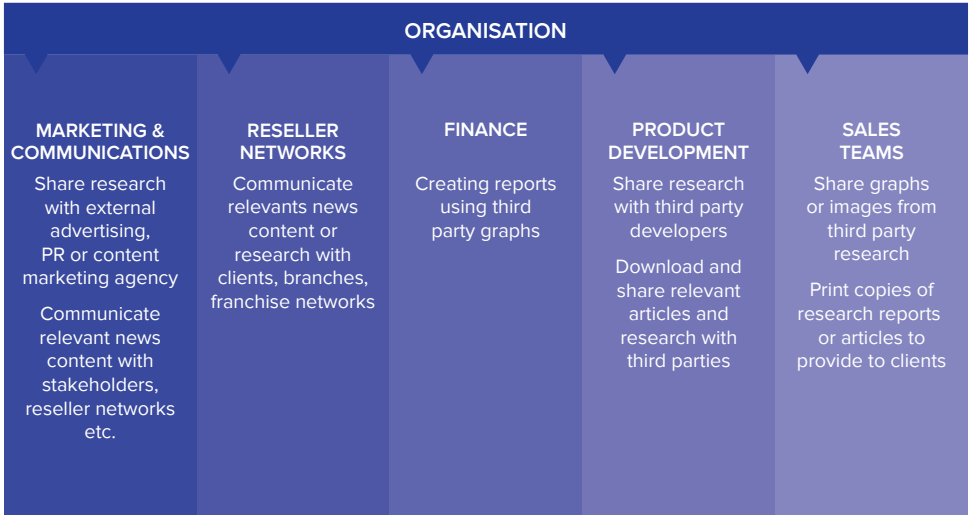 ORGANISATION
MARKETING &
COMMUNICATIONS
Share research
with external
advertising,
PR or content
marketing agency
Communicate
relevant news
content with
stakeholders,
reseller networks
etc.
RESELLER
NETWORKS
Communicate
relevants news
content or
research with
clients, branches,
franchise networks
FINANCE
Creating reports
using third
party graphs
PRODUCT
DEVELOPMENT
Share research
with third party
developers
Download and
share relevant
articles and
research with
third parties
SALES
TEAMS
Share graphs
or images from
third party
research
Print copies of
research reports
or articles to
provide to clients